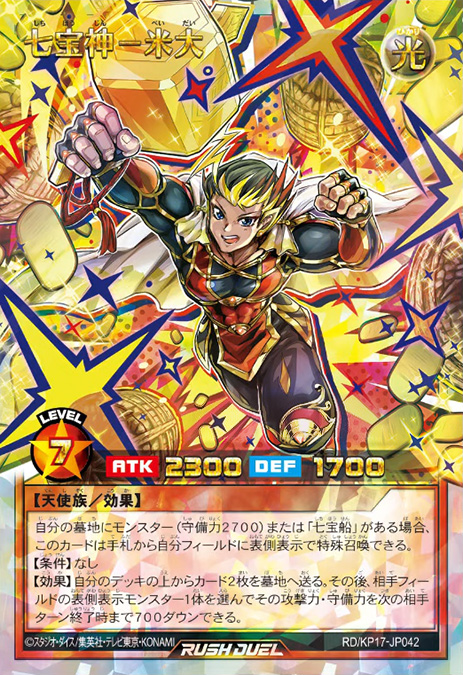 七宝神－米大
光
LEVEL
7
ATK 2300 DEF 1700
【天使族／効果】
自分の墓地にモンスター（守備力2700）または「七宝船」がある場合、
このカードは手札から自分フィールドに表側表示で特殊召喚できる。
【条件】なし
【効果】自分のデッキの上からカード2枚を墓地へ送る。その後、相手フィー
ルドの表側表示モンスター1体を選んでその攻撃力・守備力を次の相手
ターン終了時まで700ダウンできる。
©スタジオ・ダイス/集英社・テレビ東京・KONAMI
RUSH DUEL
RD/KP17-JP042